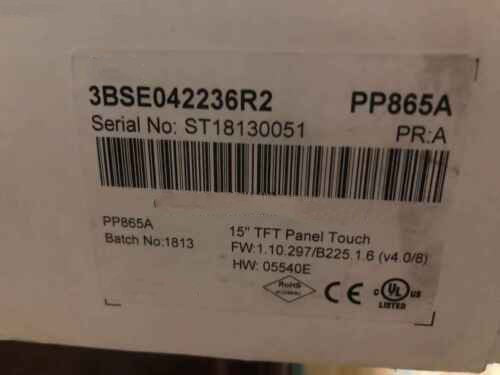 3BSE042236R2 PP865A
Serial No: ST18130051 PR:A
PP865A 15" TFT Panel Touch
Batch No:1813 FW:1.10.297/B225.1.6 (v4.0/8)
HW: 05540E
RoHS CE c UL US
LISTED